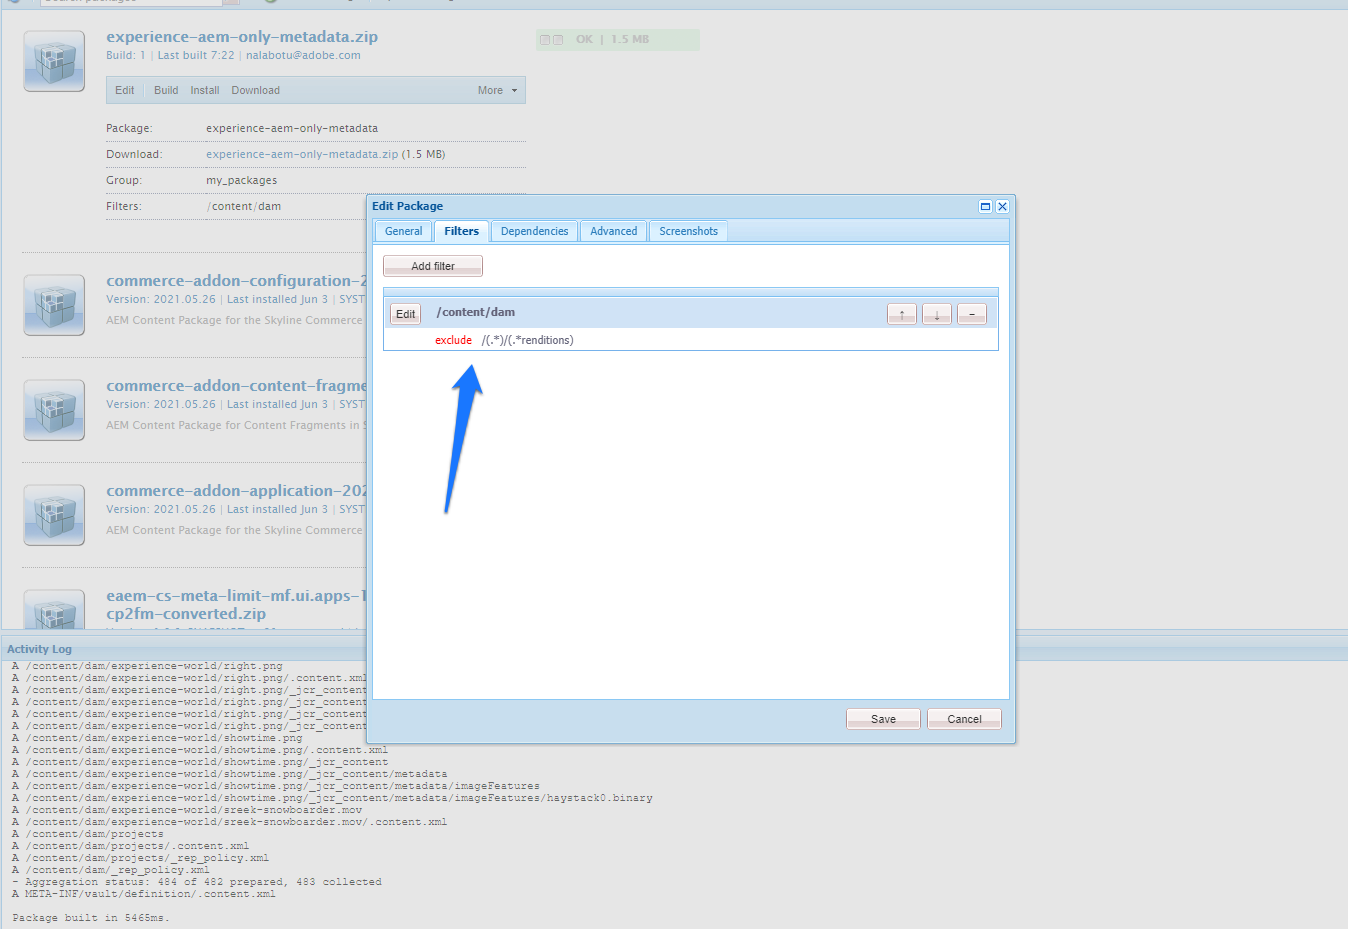 Search packages
experience-aem-only-metadata.zip
OK | 1.5 MB
Build: 1 | Last built 7:22 | nalabotu@adobe.com
Edit Build Install Download More
Package: experience-aem-only-metadata
Download: experience-aem-only-metadata.zip (1.5 MB)
Group: my_packages
Filters: /content/dam
commerce-addon-configuration-2
Version: 2021.05.26 | Last installed Jun 3 | SYST
AEM Content Package for the Skyline Commerce
commerce-addon-content-fragme
Version: 2021.05.26 | Last installed Jun 3 | SYST
AEM Content Package for Content Fragments in S
commerce-addon-application-202
Version: 2021.05.26 | Last installed Jun 3 | SYST
AEM Content Package for the Skyline Commerce
eaem-cs-meta-limit-mf.ui.apps-1
cp2fm-converted.zip
Edit Package
General Filters Dependencies Advanced Screenshots
Add filter
Edit /content/dam ↑ ↓ -
exclude /(.*)/(.*renditions)
Save Cancel
Activity Log
A /content/dam/experience-world/right.png
A /content/dam/experience-world/right.png/.content.xml
A /content/dam/experience-world/right.png/_jcr_content
A /content/dam/experience-world/right.png/_jcr_content
A /content/dam/experience-world/right.png/_jcr_content
A /content/dam/experience-world/right.png/_jcr_content
A /content/dam/experience-world/showtime.png
A /content/dam/experience-world/showtime.png/.content.xml
A /content/dam/experience-world/showtime.png/_jcr_content
A /content/dam/experience-world/showtime.png/_jcr_content/metadata
A /content/dam/experience-world/showtime.png/_jcr_content/metadata/imageFeatures
A /content/dam/experience-world/showtime.png/_jcr_content/metadata/imageFeatures/haystack0.binary
A /content/dam/experience-world/sreek-snowboarder.mov
A /content/dam/experience-world/sreek-snowboarder.mov/.content.xml
A /content/dam/projects
A /content/dam/projects/.content.xml
A /content/dam/projects/_rep_policy.xml
A /content/dam/_rep_policy.xml
- Aggregation status: 484 of 482 prepared, 483 collected
A META-INF/vault/definition/.content.xml
Package built in 5465ms.